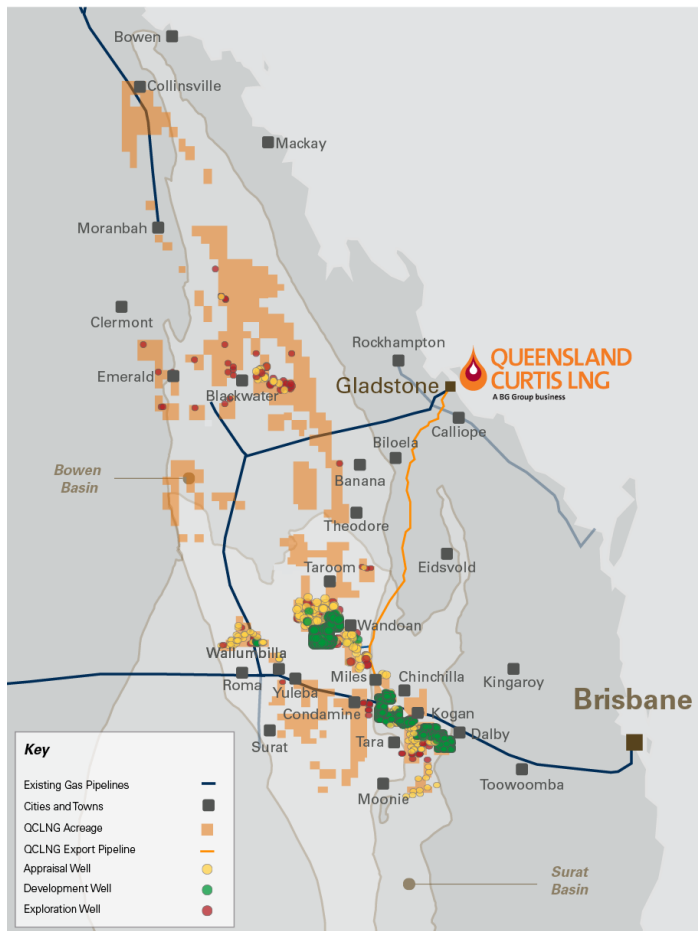 Bowen
Collinsville
Mackay
Moranbah
Clermont
Rockhampton
QUEENSLAND
CURTIS LNG
A BG Group business
Emerald
Blackwater
Gladstone
Calliope
Biloela
Bowen
Basin
Banana
Theodore
Taroom
Eidsvold
Wandoan
Wallumbilla
Roma
Yuleba
Miles
Chinchilla
Kingaroy
Condamine
Kogan
Brisbane
Surat
Tara
Dalby
Toowoomba
Moonie
Surat
Basin
Key
Existing Gas Pipelines
Cities and Towns
QCLNG Acreage
QCLNG Export Pipeline
Appraisal Well
Development Well
Exploration Well